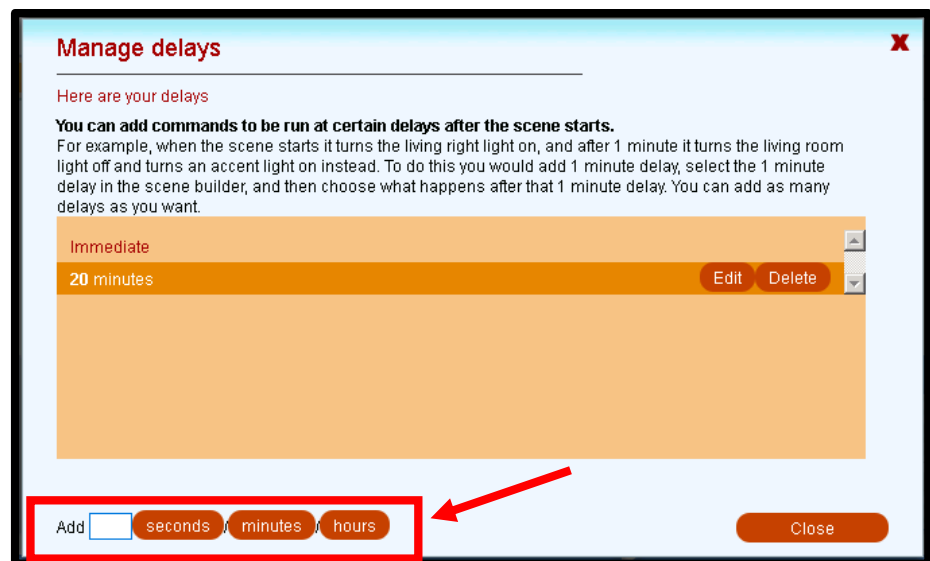 Manage delays
X
Here are your delays
You can add commands to be run at certain delays after the scene starts.
For example, when the scene starts it turns the living right light on, and after 1 minute it turns the living room
light off and turns an accent light on instead. To do this you would add 1 minute delay, select the 1 minute
delay in the scene builder, and then choose what happens after that 1 minute delay. You can add as many
delays as you want.
Immediate
20 minutes Edit Delete
Add seconds / minutes / hours Close